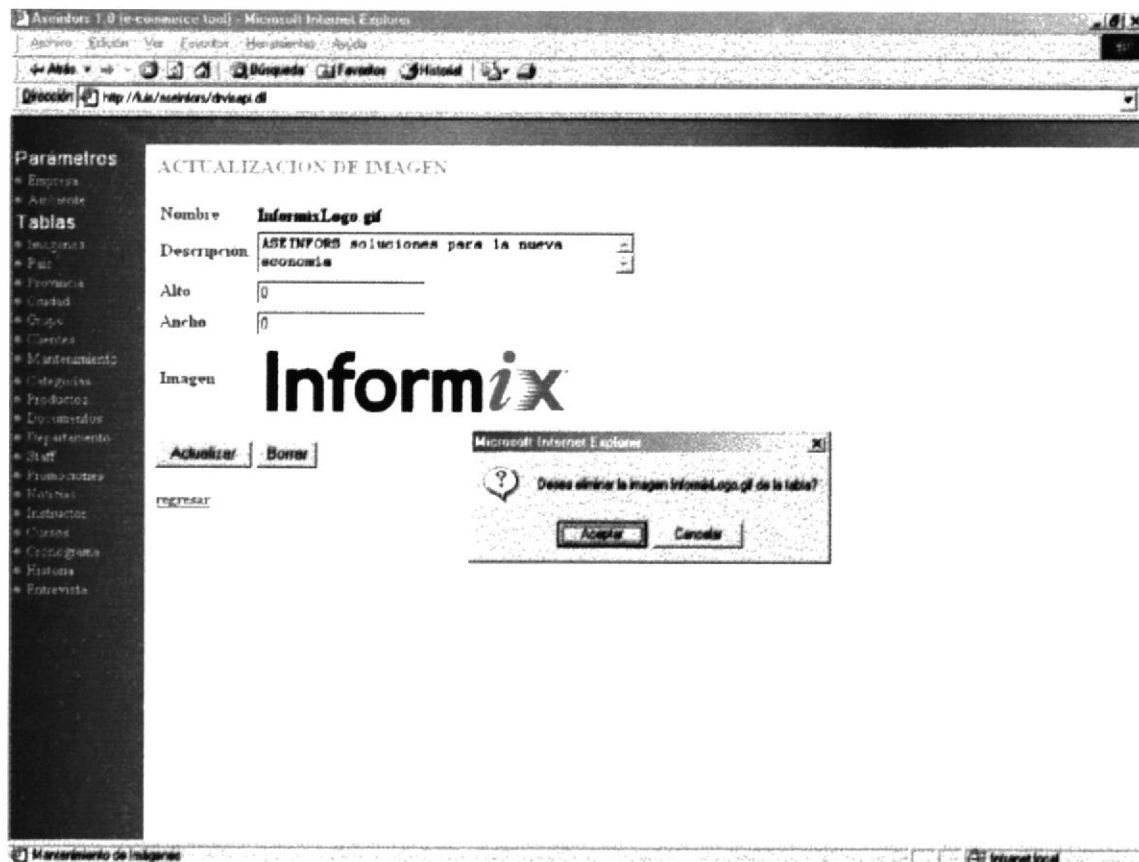 Aseinfors 1.0 (e-commerce tool) - Microsoft Internet Explorer
Archivo Edición Ver Favoritos Herramientas Ayuda
Atrás Búsqueda Favoritos Historial
Dirección http://luis/aseinfors/drvisapi.dll
Parámetros
Empresa
Ambiente
Tablas
Imagenes
Pais
Provincia
Ciudad
Grupo
Clientes
Mantenimiento
Categorias
Productos
Documentos
Departamento
Staff
Promociones
Noticias
Instructor
Cursos
Cronograma
Historia
Entrevista
ACTUALIZACION DE IMAGEN
Nombre InformixLogo.gif
Descripcion ASEINFORS soluciones para la nueva
economia
Alto 0
Ancho 0
Imagen Informix
Actualizar Borrar
regresar
Microsoft Internet Explorer
Desea eliminar la imagen InformixLogo.gif de la tabla?
Aceptar Cancelar
Mantenimiento de Imágenes Intranet local